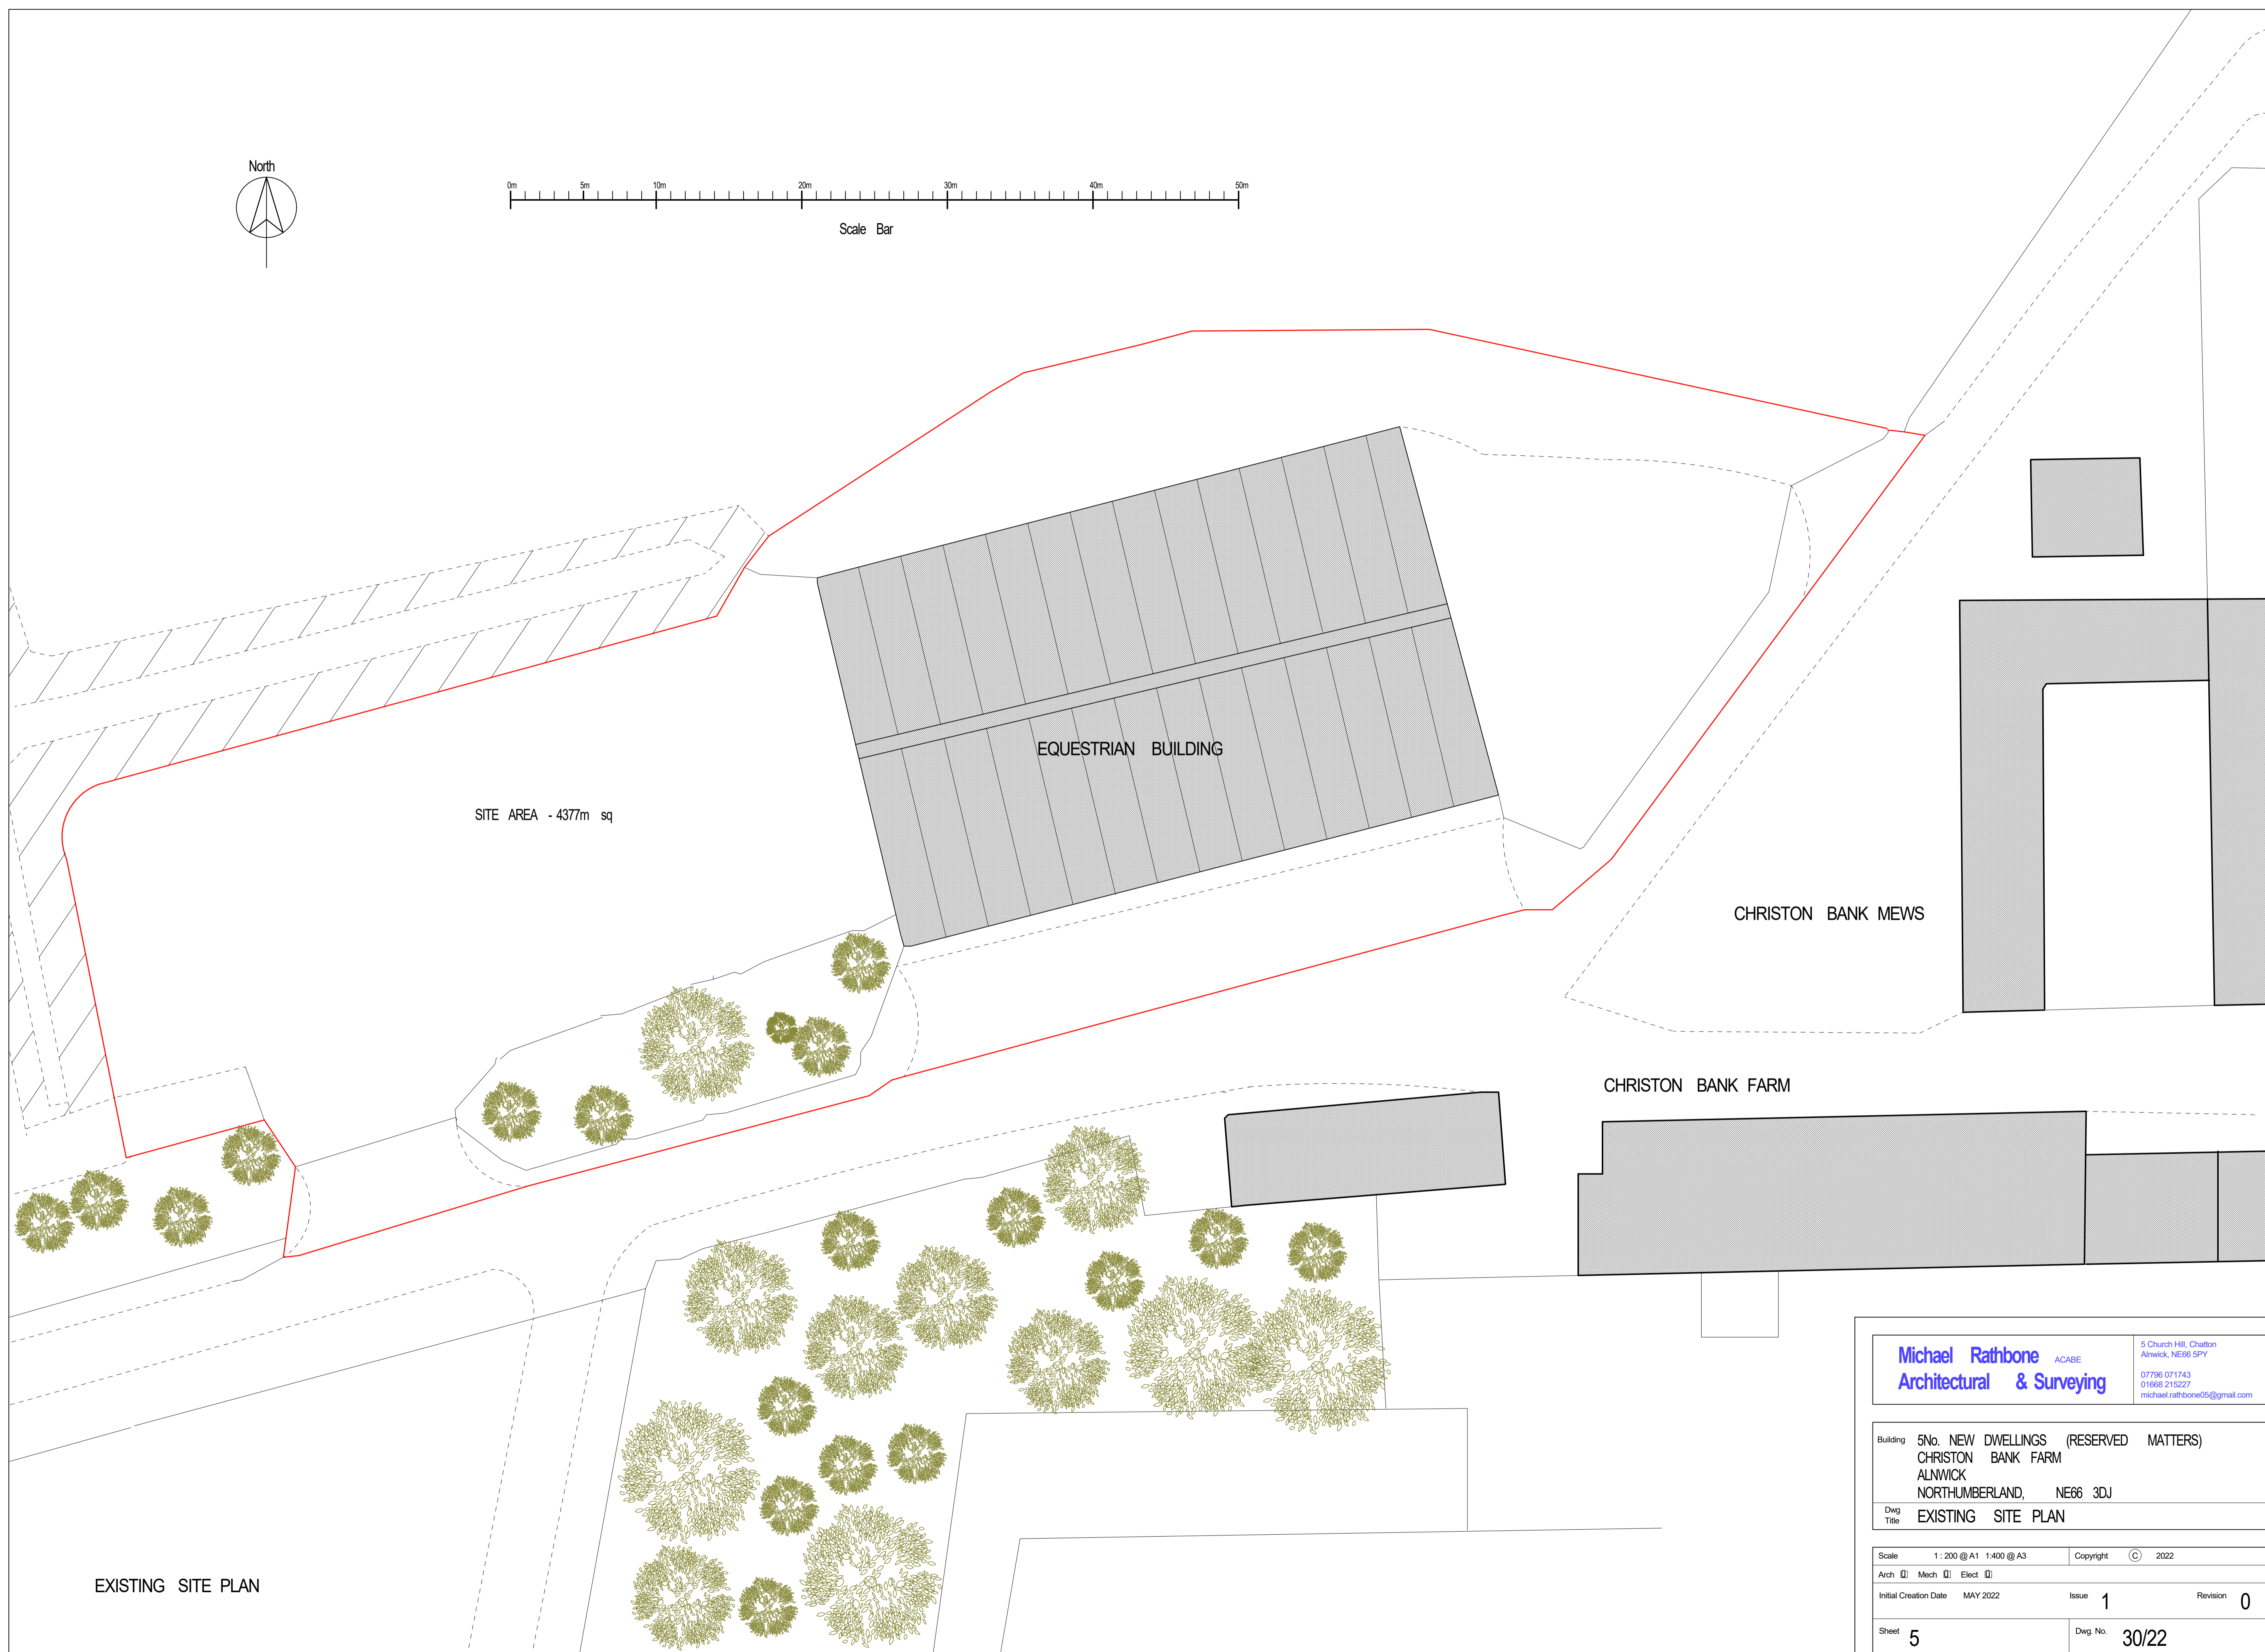 North
0m 5m 10m 20m 30m 40m 50m
Scale Bar
EQUESTRIAN BUILDING
SITE AREA - 4377m sq
CHRISTON BANK MEWS
CHRISTON BANK FARM
EXISTING SITE PLAN
Michael Rathbone ACABE
Architectural & Surveying
5 Church Hill, Chatton
Alnwick, NE66 5PY
07796 071743
01668 215227
michael.rathbone05@gmail.com
Building 5No. NEW DWELLINGS (RESERVED MATTERS)
CHRISTON BANK FARM
ALNWICK
NORTHUMBERLAND, NE66 3DJ
Dwg Title EXISTING SITE PLAN
Scale 1 : 200 @ A1 1:400 @ A3 Copyright © 2022
Arch Mech Elect
Initial Creation Date MAY 2022 Issue 1 Revision 0
Sheet 5 Dwg. No. 30/22